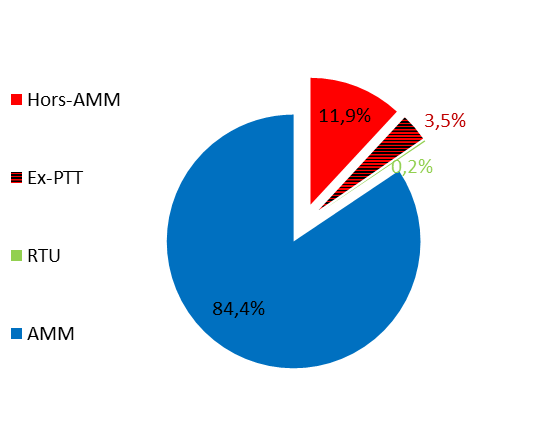 Hors-AMM
Ex-PTT
RTU
AMM
11,9%
3,5%
0,2%
84,4%